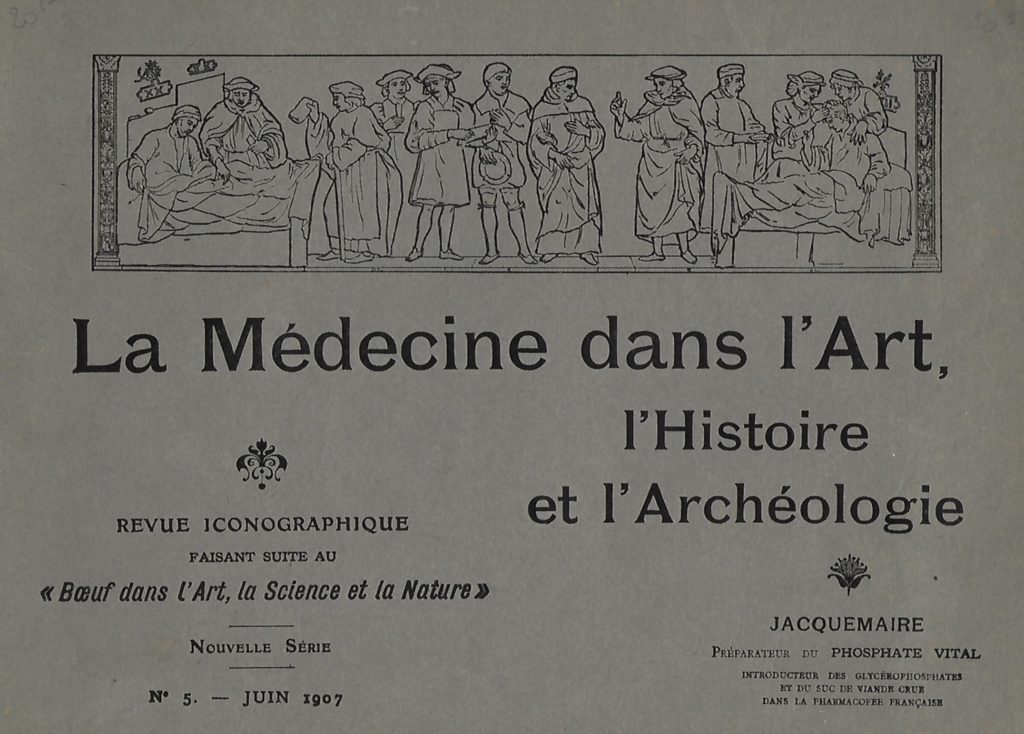 La Médecine dans l'Art,
l'Histoire
et l'Archéologie
REVUE ICONOGRAPHIQUE
FAISANT SUITE AU
« Bœuf dans l'Art, la Science et la Nature »
NOUVELLE SÉRIE
N° 5. — JUIN 1907
JACQUEMAIRE
PRÉPARATEUR DU PHOSPHATE VITAL
INTRODUCTEUR DES GLYCÉROPHOSPHATES
ET DU SUC DE VIANDE CRUE
DANS LA PHARMACOPÉE FRANÇAISE